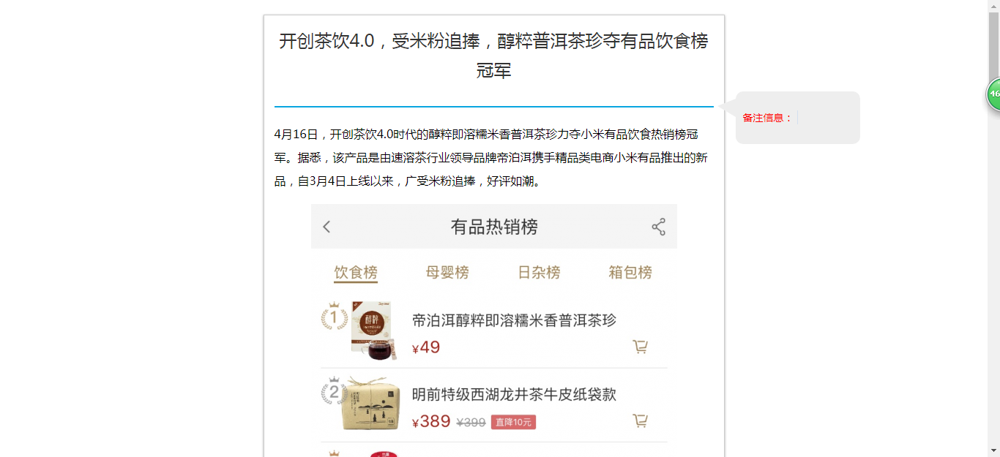 开创茶饮4.0，受米粉追捧，醇粹普洱茶珍夺有品饮食榜
冠军
备注信息：
46
4月16日，开创茶饮4.0时代的醇粹即溶糯米香普洱茶珍力夺小米有品饮食热销榜冠
军。据悉，该产品是由速溶茶行业领导品牌帝泊洱携手精品类电商小米有品推出的新
品，自3月4日上线以来，广受米粉追捧，好评如潮。
有品热销榜
饮食榜 母婴榜 日杂榜 箱包榜
1
醇粹
帝泊洱醇粹即溶糯米香普洱茶珍
¥49
2
明前特级西湖龙井茶牛皮纸袋款
¥389 ¥399 直降10元